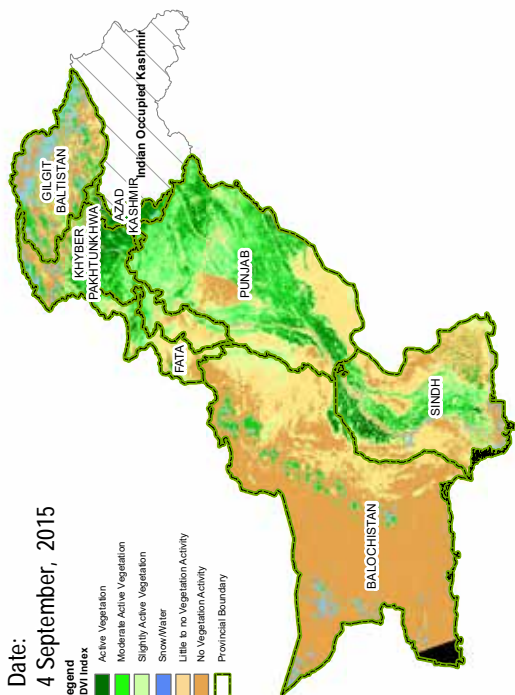 Date:
4 September, 2015
egend
DVI Index
Active Vegetation
Moderate Active Vegetation
Slightly Active Vegetation
Snow/Water
Little to no Vegetation Activity
No Vegetation Activity
Provincial Boundary
GILGIT
BALTISTAN
KHYBER
PAKHTUNKHWA
AZAD
KASHMIR
Indian Occupied Kashmir
FATA
PUNJAB
BALOCHISTAN
SINDH